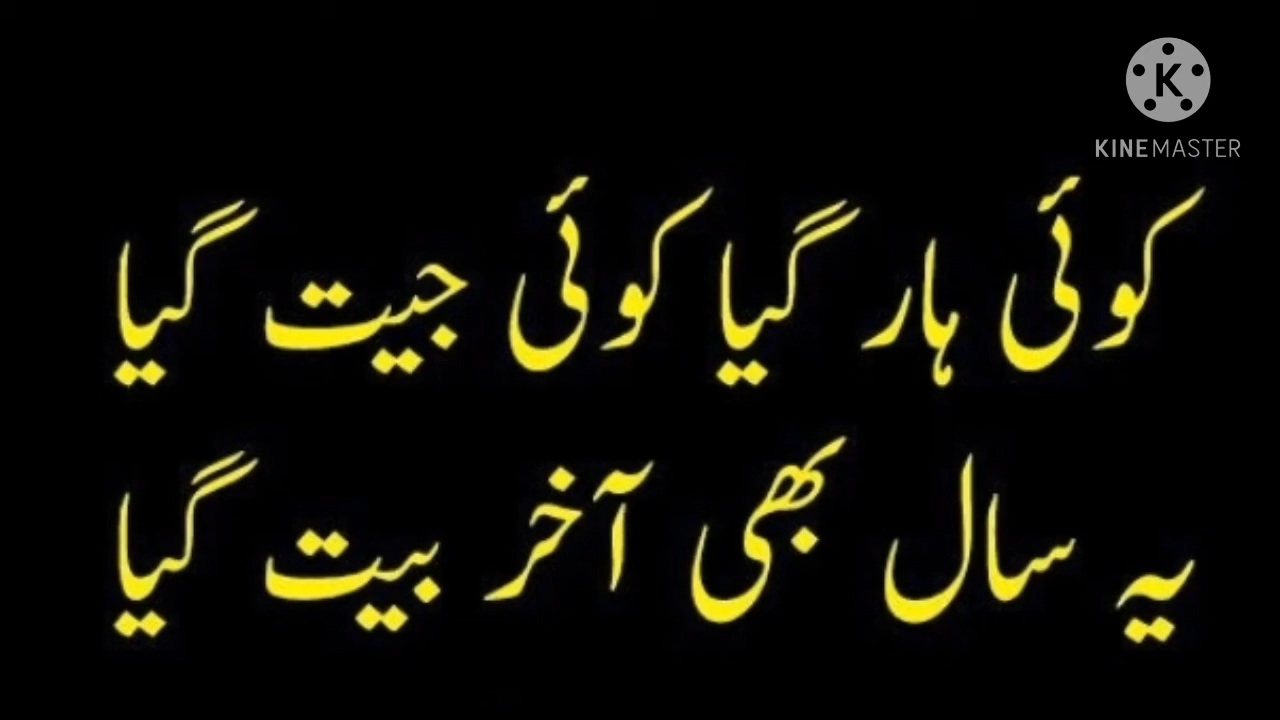 KINEMASTER
کوئی ہار گیا کوئی جیت گیا
یہ سال بھی آخر بیت گیا